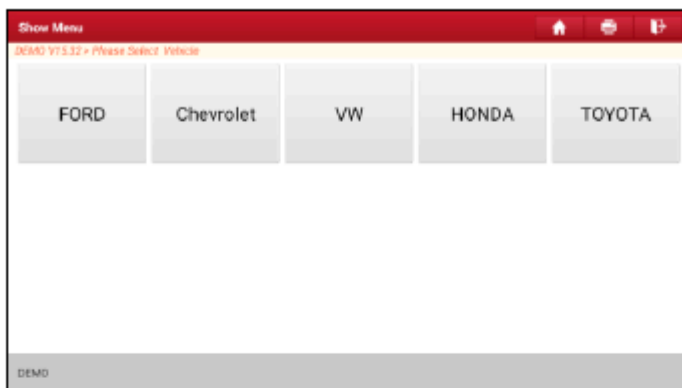 Show Menu
DEMO V15.32 > Please Select Vehicle
FORD Chevrolet VW HONDA TOYOTA
DEMO